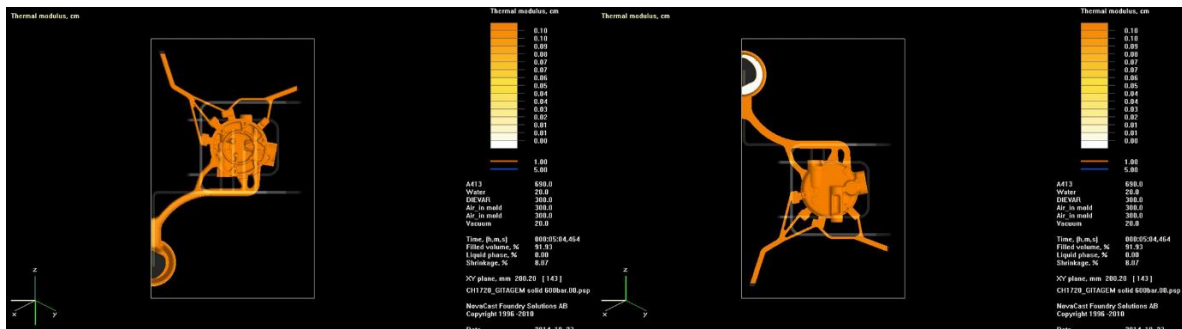 Thermal modulus, cm
Thermal modulus, cm
0.10
0.10
0.09
0.08
0.07
0.06
0.05
0.04
0.03
0.02
0.01
0.01
0.00
1.00
5.00
A413 690.0
Water 20.0
DIEVAR 300.0
Air_in mold 300.0
Air_in mold 300.0
Vacuum 20.0
Time, (h,m,s) 000:05:04,464
Filled volume, % 91.93
Liquid phase, % 0.00
Shrinkage, % 8.07
XY plane, mm 200.20 [ 143 ]
CH1720_GITAGEM solid 600bar.00.psp
NovaCast Foundry Solutions AB
Copyright 1996 -2010
z
x
y
Thermal modulus, cm
Thermal modulus, cm
0.10
0.10
0.09
0.08
0.07
0.06
0.05
0.04
0.03
0.02
0.01
0.01
0.00
1.00
5.00
A413 690.0
Water 20.0
DIEVAR 300.0
Air_in mold 300.0
Air_in mold 300.0
Vacuum 20.0
Time, (h,m,s) 000:05:04,464
Filled volume, % 91.93
Liquid phase, % 0.00
Shrinkage, % 8.07
XY plane, mm 200.20 [ 143 ]
CH1720_GITAGEM solid 600bar.00.psp
NovaCast Foundry Solutions AB
Copyright 1996 -2010
z
x
y